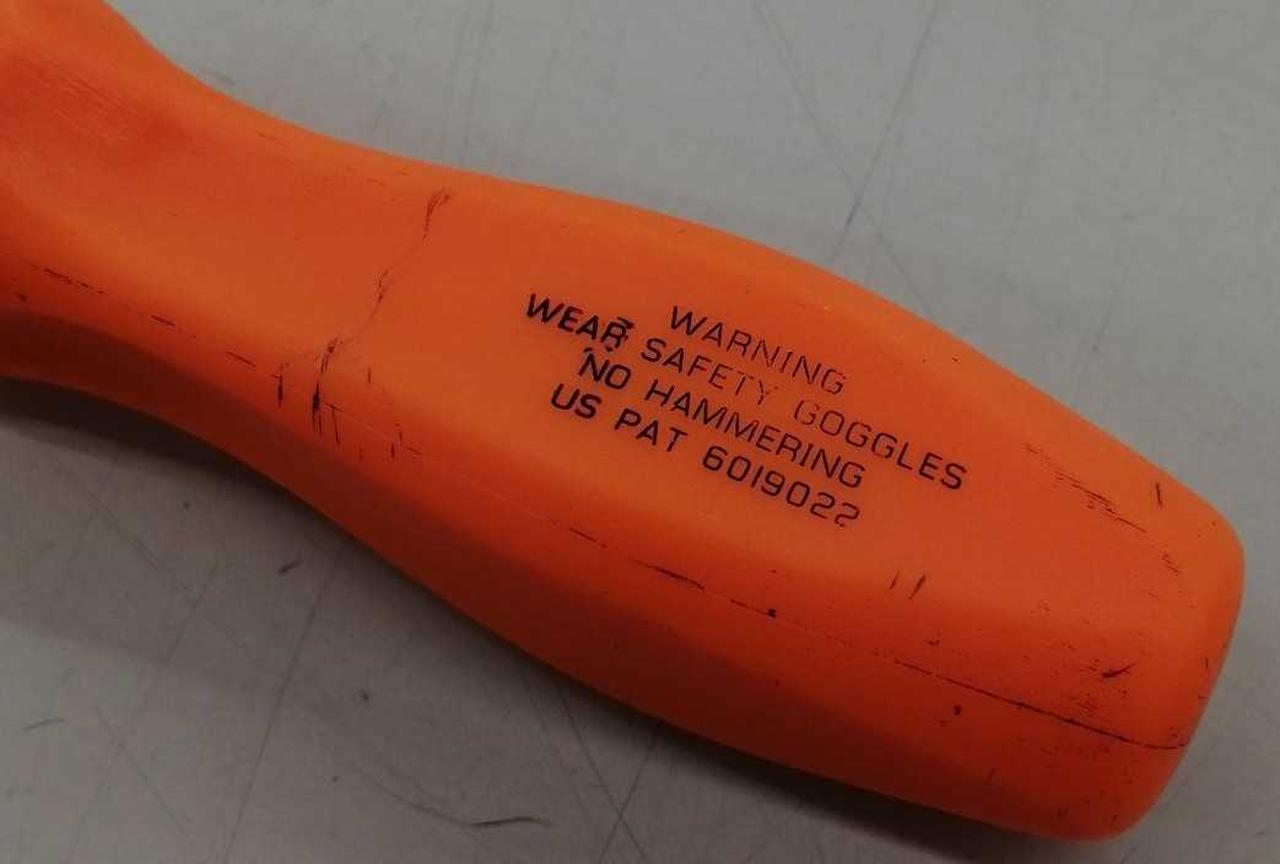 WARNING
WEAR SAFETY GOGGLES
NO HAMMERING
US PAT 6019022